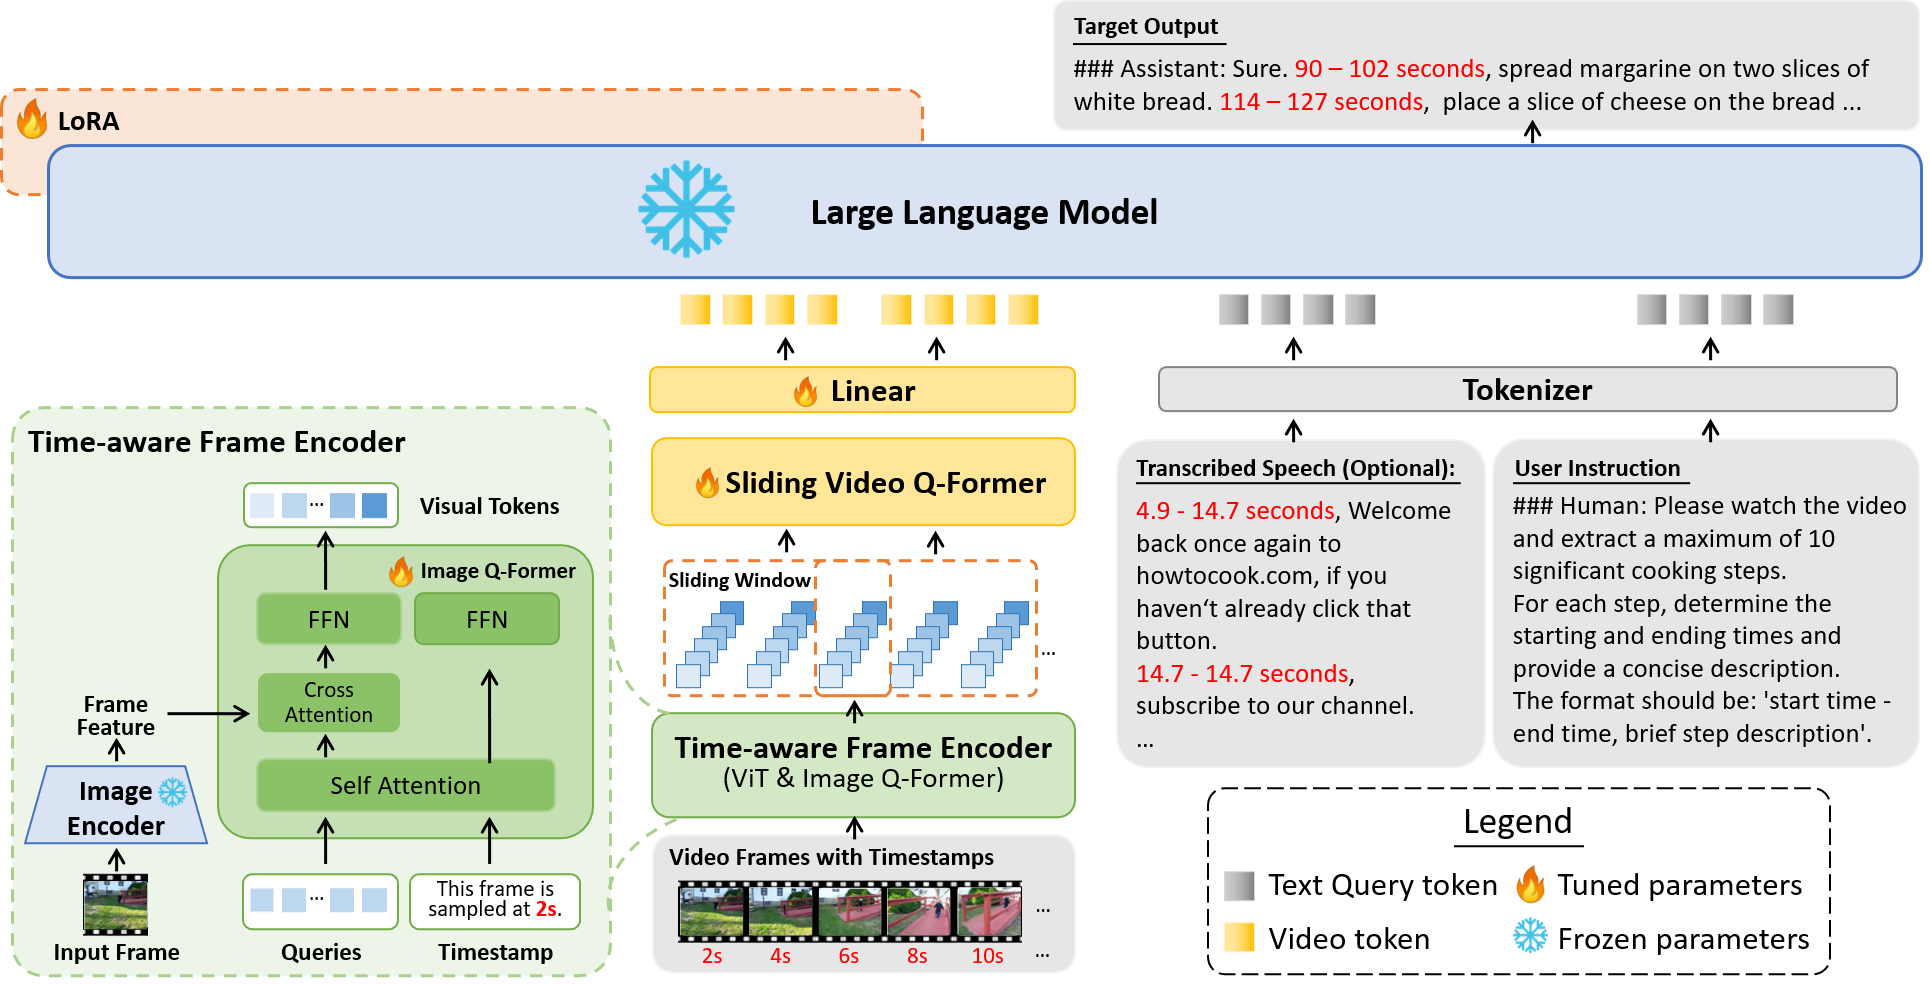 Target Output
### Assistant: Sure. 90 – 102 seconds, spread margarine on two slices of
white bread. 114 – 127 seconds,  place a slice of cheese on the bread ...
LoRA
Large Language Model
Linear
Tokenizer
Sliding Video Q-Former
Sliding Window
...
Time-aware Frame Encoder
(ViT & Image Q-Former)
Video Frames with Timestamps
...
2s 4s 6s 8s 10s ...
Time-aware Frame Encoder
... Visual Tokens
Image Q-Former
FFN FFN
Cross
Attention
Frame
Feature
Self Attention
Image
Encoder
...
This frame is
sampled at 2s.
Input Frame Queries Timestamp
Transcribed Speech (Optional):
4.9 - 14.7 seconds, Welcome
back once again to
howtocook.com, if you
haven‘t already click that
button.
14.7 - 14.7 seconds,
subscribe to our channel.
...
User Instruction
### Human: Please watch the video
and extract a maximum of 10
significant cooking steps.
For each step, determine the
starting and ending times and
provide a concise description.
The format should be: 'start time -
end time, brief step description'.
Legend
Text Query token Tuned parameters
Video token Frozen parameters